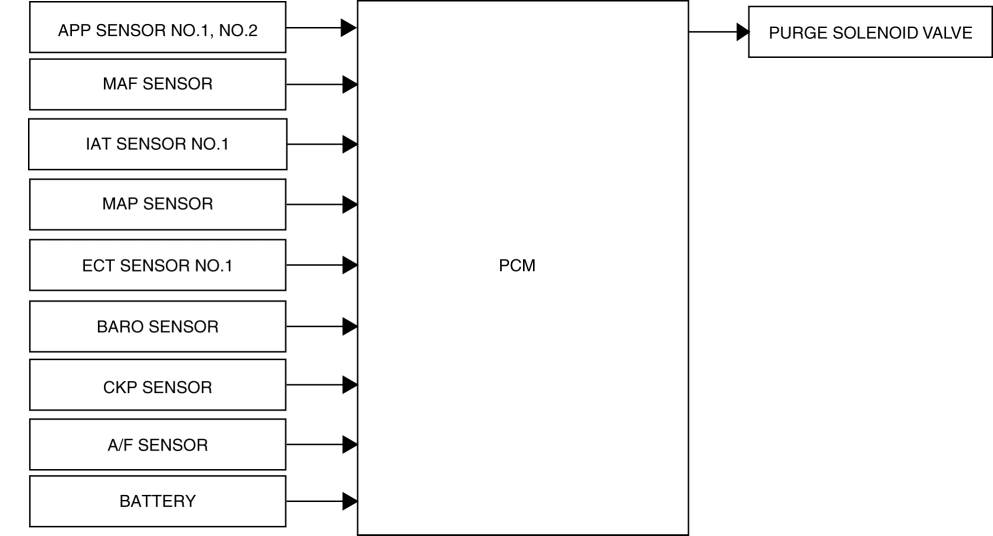 APP SENSOR NO.1, NO.2
MAF SENSOR
IAT SENSOR NO.1
MAP SENSOR
ECT SENSOR NO.1
BARO SENSOR
CKP SENSOR
A/F SENSOR
BATTERY
PCM
PURGE SOLENOID VALVE